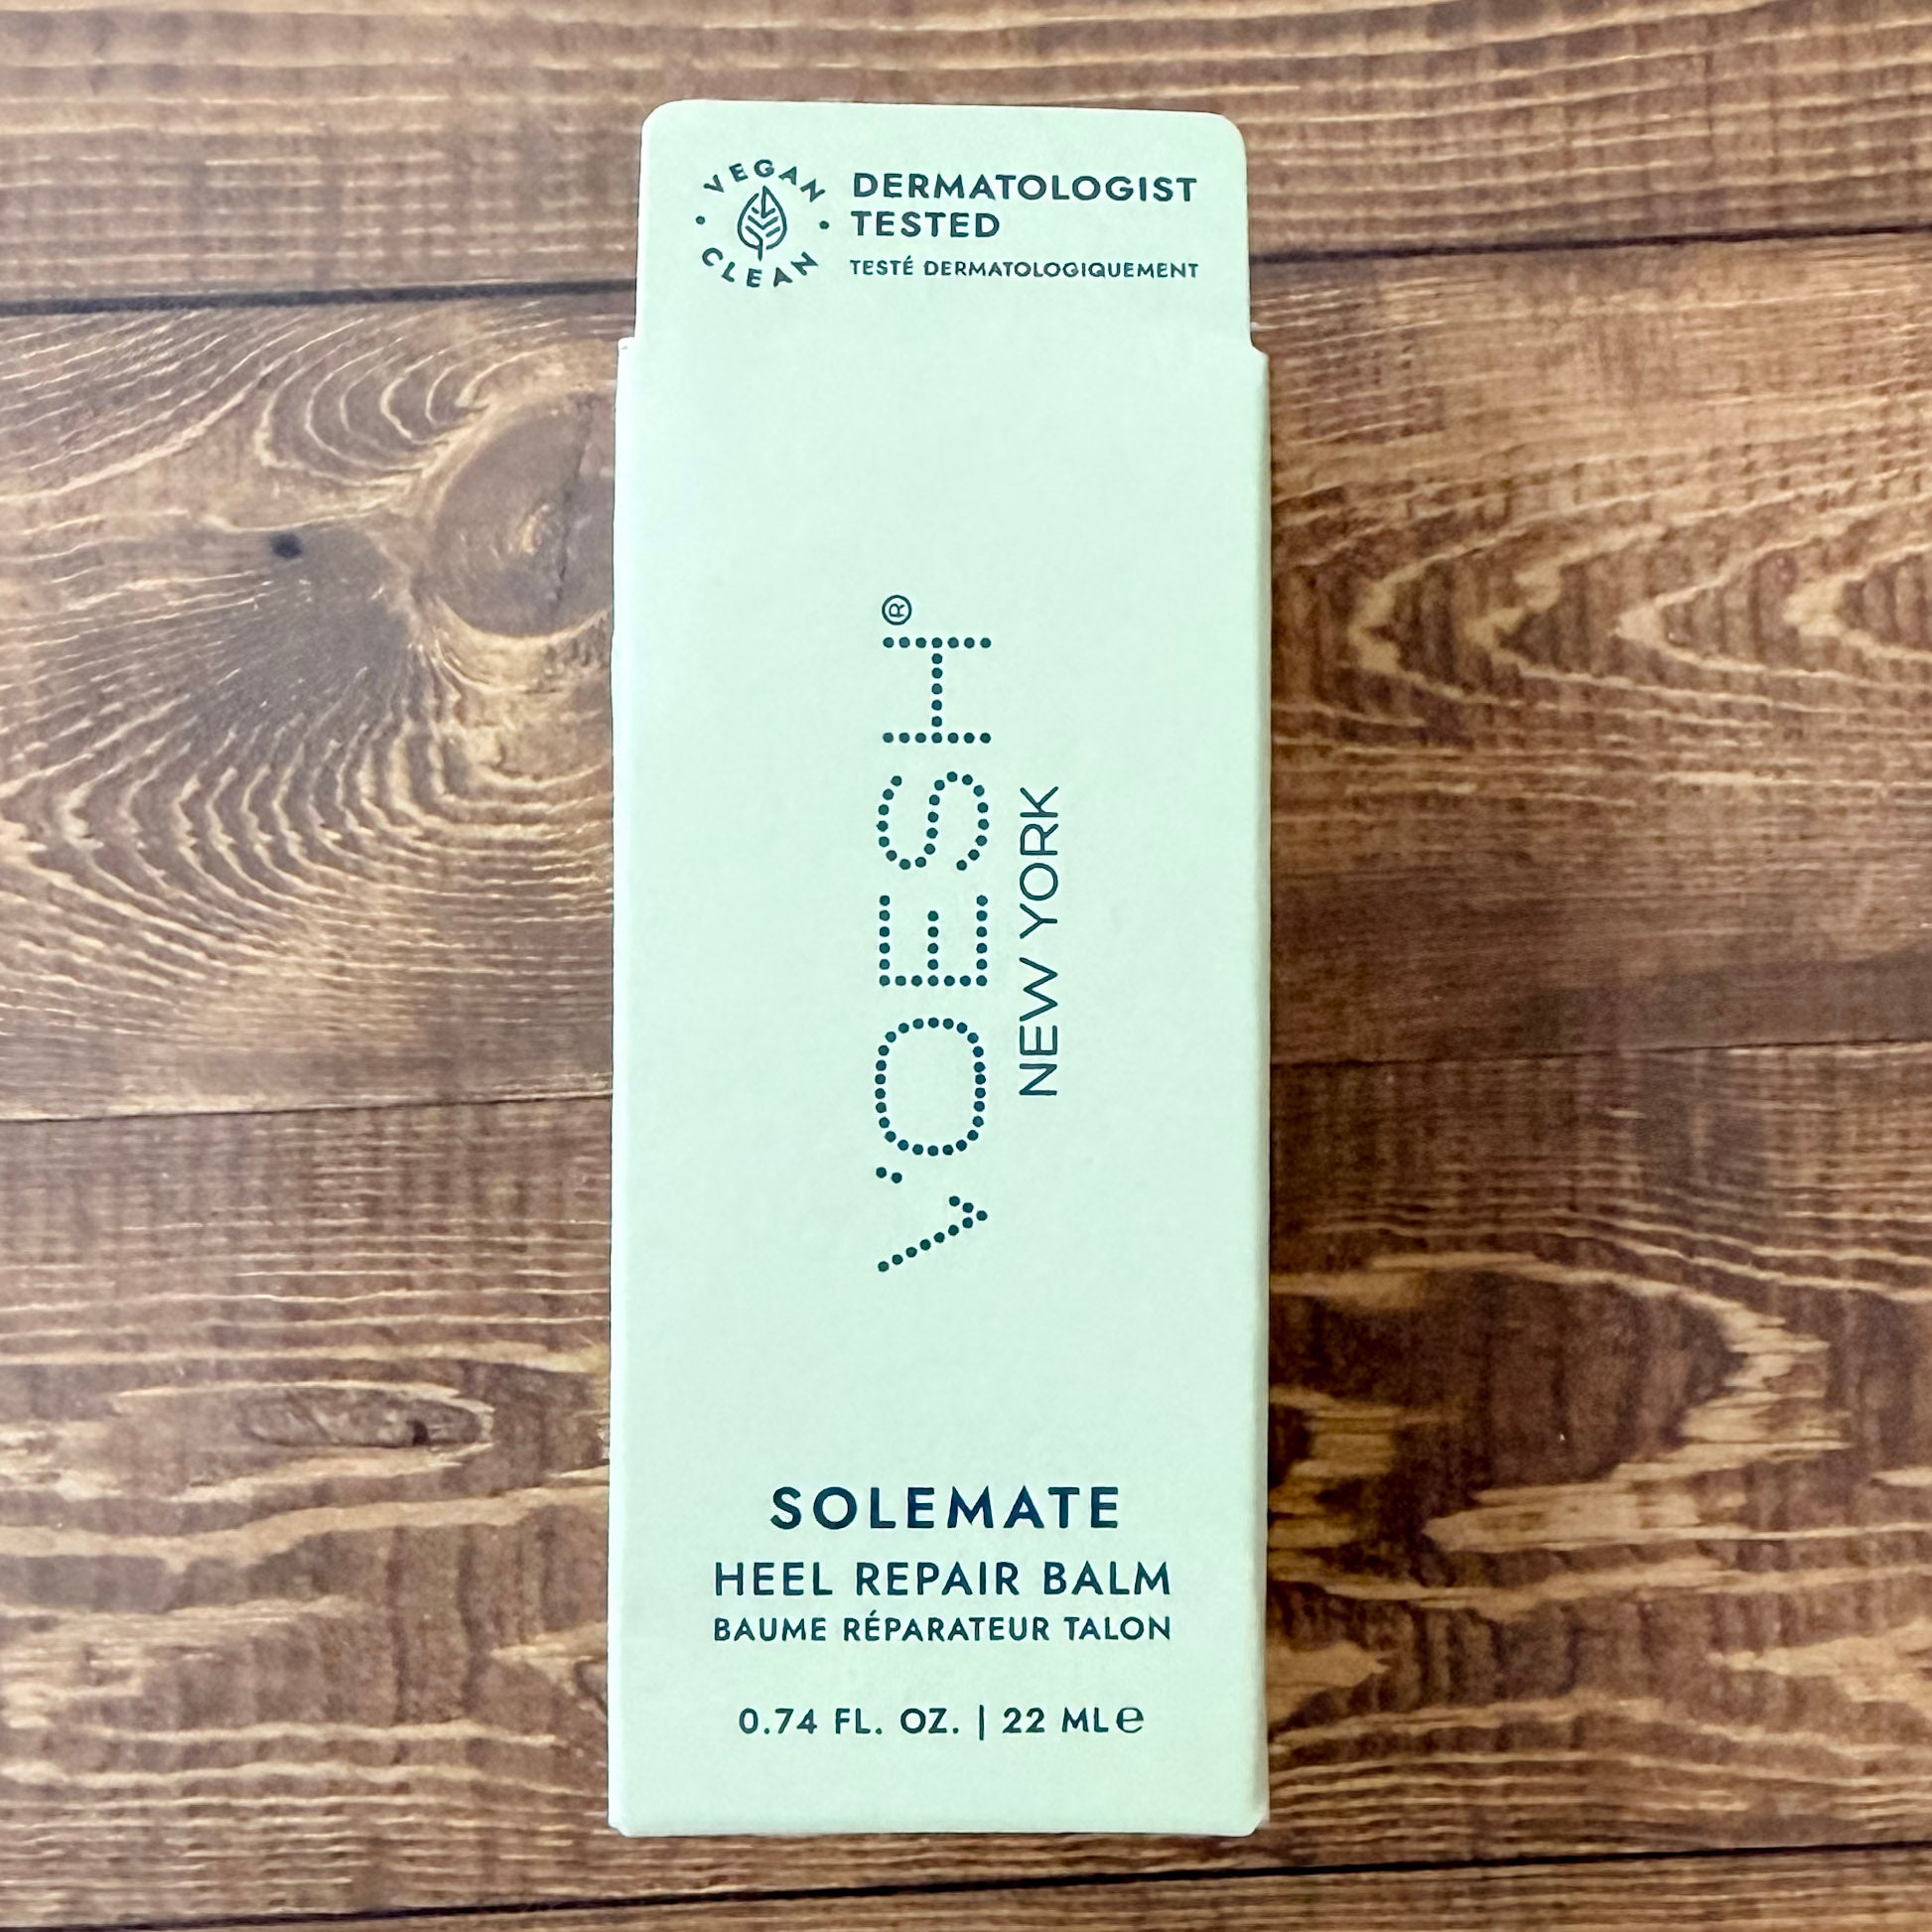 VEGAN
CLEAN
DERMATOLOGIST
TESTED
TESTÉ DERMATOLOGIQUEMENT
VOESH®
NEW YORK
SOLEMATE
HEEL REPAIR BALM
BAUME RÉPARATEUR TALON
0.74 FL. OZ. | 22 ML ℮